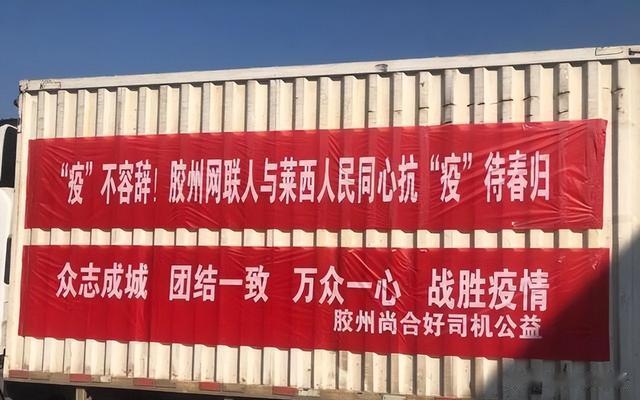 “疫”不容辞！胶州网联人与莱西人民同心抗“疫”待春归
众志成城 团结一致 万众一心 战胜疫情
胶州尚合好司机公益